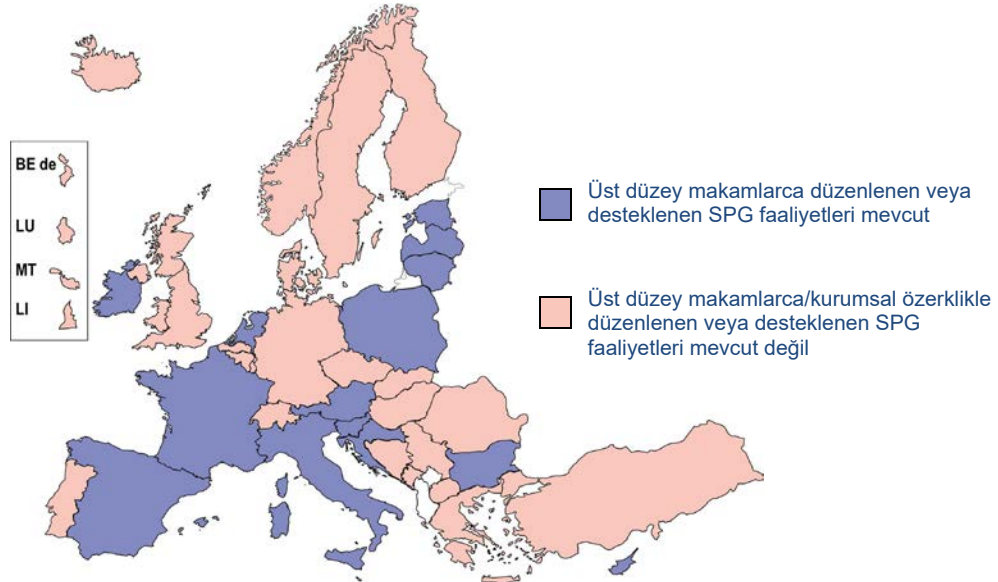 BE de
LU
MT
LI
Üst düzey makamlarca düzenlenen veya
desteklenen SPG faaliyetleri mevcut
Üst düzey makamlarca/kurumsal özerklikle
düzenlenen veya desteklenen SPG
faaliyetleri mevcut değil